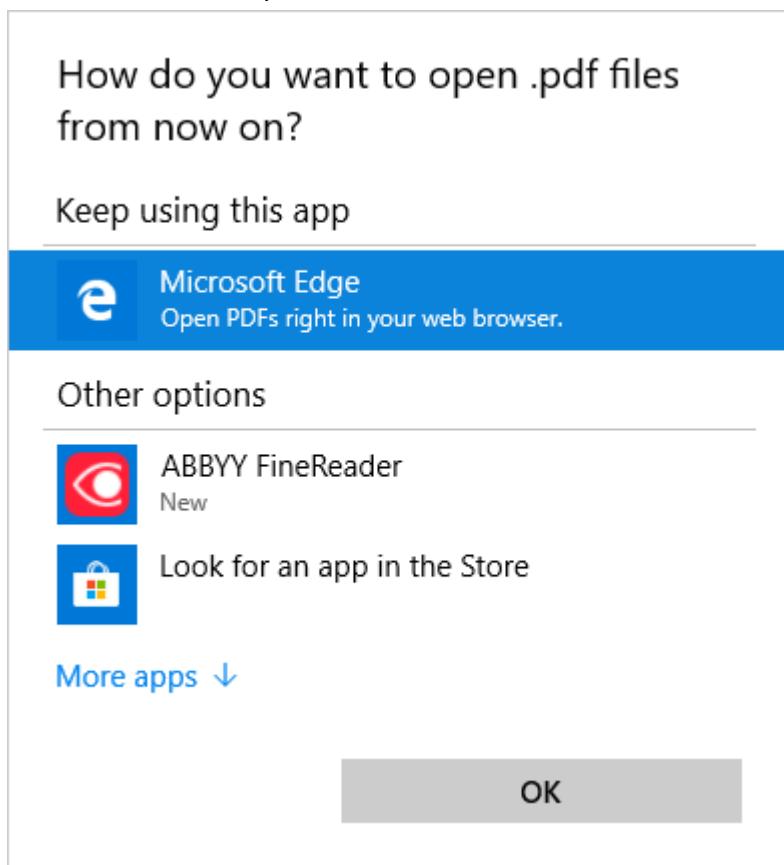 How do you want to open .pdf files
from now on?
Keep using this app
Microsoft Edge
Open PDFs right in your web browser.
Other options
ABBYY FineReader
New
Look for an app in the Store
More apps ↓
OK